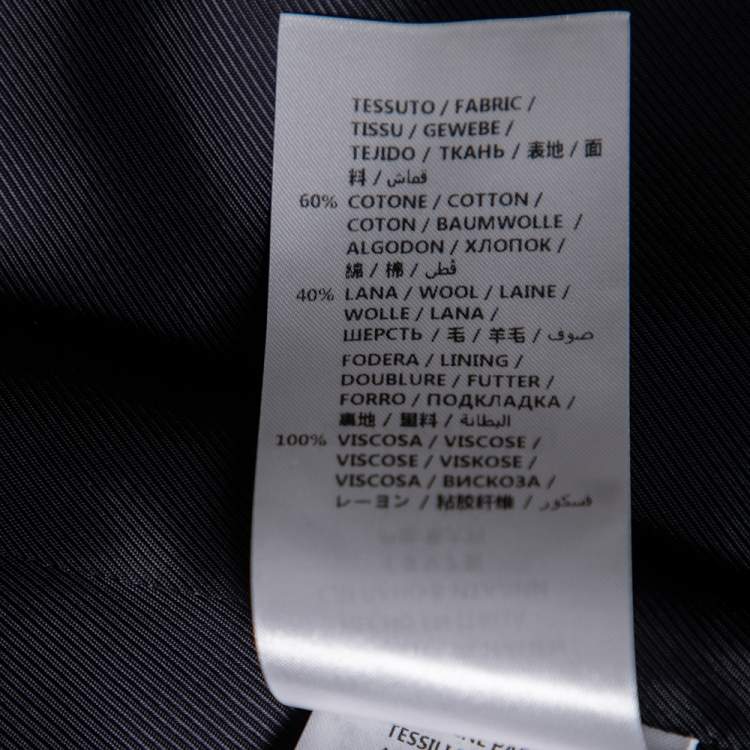 TESSUTO / FABRIC /
TISSU / GEWEBE /
TEJIDO / ТКАНЬ / 表地 / 面
料 / قماش
60% COTONE / COTTON /
COTON / BAUMWOLLE /
ALGODON / ХЛОПОК /
綿 / 棉 / قطن
40% LANA / WOOL / LAINE /
WOLLE / LANA /
ШЕРСТЬ / 毛 / 羊毛 / صوف
FODERA / LINING /
DOUBLURE / FUTTER /
FORRO / ПОДКЛАДКА /
裏地 / 里料 / البطانة
100% VISCOSA / VISCOSE /
VISCOSE / VISKOSE /
VISCOSA / ВИСКОЗА /
レーヨン / 粘胶纤维 / فسكور